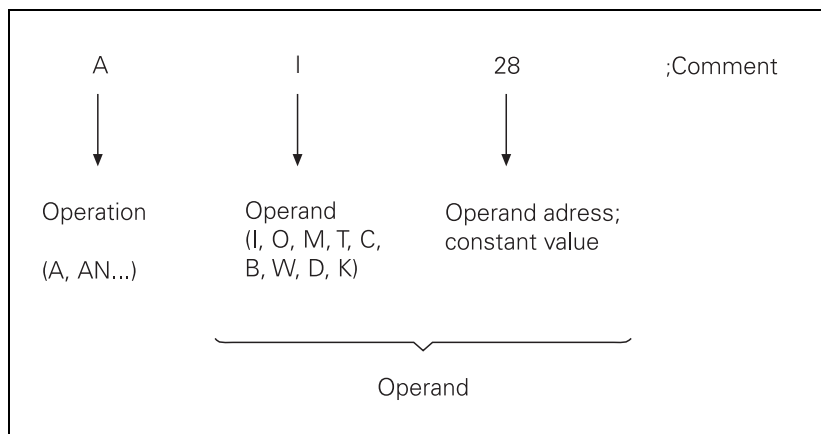 A I 28 ;Comment
Operation Operand Operand adress;
(I, O, M, T, C, constant value
(A, AN...) B, W, D, K)
Operand